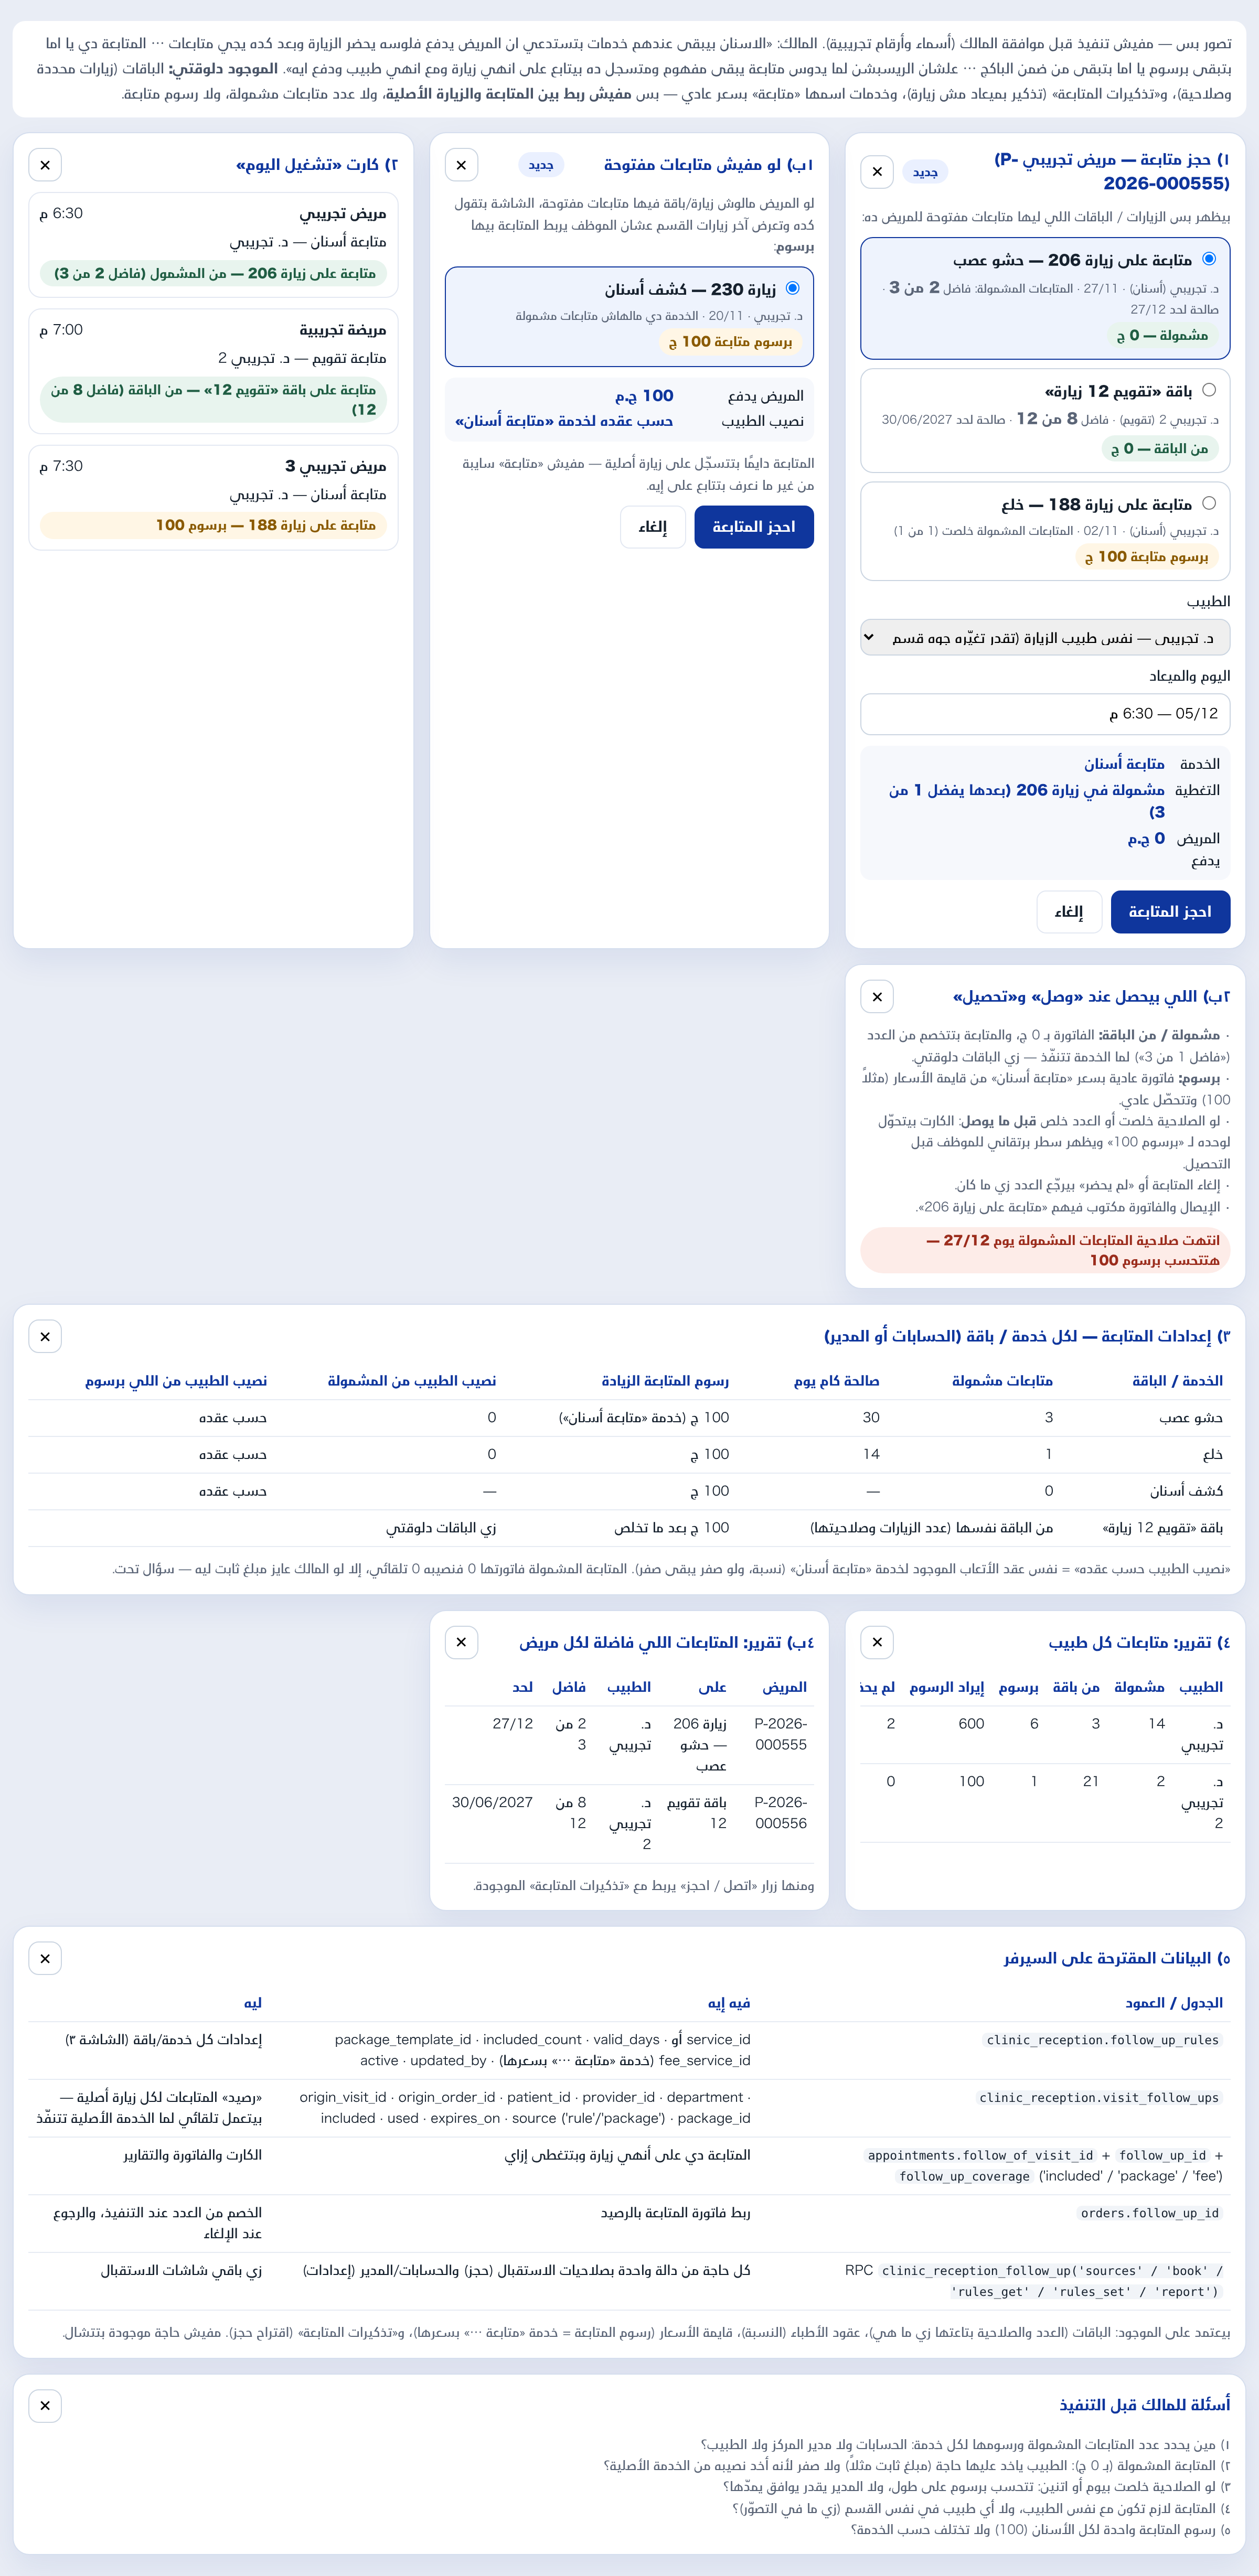 تصور بس — مفيش تنفيذ قبل موافقة المالك (أسماء وأرقام تجريبية). المالك: «الاسنان بيبقى عندهم خدمات بتستدعي ان المريض يدفع فلوسه يحضر الزيارة وبعد كده يجي متابعات ... المتابعة دي يا اما
بتبقى برسوم يا اما بتبقى من ضمن الباكج ... علشان الريسبشن لما يدوس متابعة يبقى مفهوم ومتسجل ده بيتابع على انهي زيارة ومع انهي طبيب ودفع ايه». الموجود دلوقتي: الباقات (زيارات محددة
وصلاحية)، و«تذكيرات المتابعة» (تذكير بميعاد مش زيارة)، وخدمات اسمها «متابعة» بسعر عادي — بس مفيش ربط بين المتابعة والزيارة الأصلية، ولا عدد متابعات مشمولة، ولا رسوم متابعة.
١) حجز متابعة — مريض تجريبي (P-2026-000555)
جديد
×
بيظهر بس الزيارات / الباقات اللي ليها متابعات مفتوحة للمريض ده:
متابعة على زيارة 206 — حشو عصب
د. تجريبي (أسنان) · 27/11 · المتابعات المشمولة: فاضل 2 من 3 ·
صالحة لحد 27/12
مشمولة — 0 ج
باقة «تقويم 12 زيارة»
د. تجريبي 2 (تقويم) · فاضل 8 من 12 · صالحة لحد 30/06/2027
من الباقة — 0 ج
متابعة على زيارة 188 — خلع
د. تجريبي (أسنان) · 02/11 · المتابعات المشمولة خلصت (1 من 1)
برسوم متابعة 100 ج
الطبيب
د. تجريبي — نفس طبيب الزيارة (تقدر تغيّره جوه قسم
اليوم والميعاد
05/12 — 6:30 م
الخدمة متابعة أسنان
التغطية مشمولة في زيارة 206 (بعدها يفضل 1 من
3)
المريض يدفع 0 ج.م
احجز المتابعة
إلغاء
١ب) لو مفيش متابعات مفتوحة
جديد
×
لو المريض مالوش زيارة/باقة فيها متابعات مفتوحة، الشاشة بتقول
كده وتعرض آخر زيارات القسم عشان الموظف يربط المتابعة بيها
برسوم:
زيارة 230 — كشف أسنان
د. تجريبي · 20/11 · الخدمة دي مالهاش متابعات مشمولة
برسوم متابعة 100 ج
المريض يدفع 100 ج.م
نصيب الطبيب حسب عقده لخدمة «متابعة أسنان»
المتابعة دايمًا بتتسجّل على زيارة أصلية — مفيش «متابعة» سايبة
من غير ما نعرف بتتابع على إيه.
احجز المتابعة
إلغاء
٢) كارت «تشغيل اليوم»
×
مريض تجريبي 6:30 م
متابعة أسنان — د. تجريبي
متابعة على زيارة 206 — من المشمول (فاضل 2 من 3)
مريضة تجريبية 7:00 م
متابعة تقويم — د. تجريبي 2
متابعة على باقة «تقويم 12» — من الباقة (فاضل 8 من
12)
مريض تجريبي 3 7:30 م
متابعة أسنان — د. تجريبي
متابعة على زيارة 188 — برسوم 100
٢ب) اللي بيحصل عند «وصل» و«تحصيل»
×
· مشمولة / من الباقة: الفاتورة بـ 0 ج، والمتابعة بتتخصم من العدد
(«فاضل 1 من 3») لما الخدمة تتنفّذ — زي الباقات دلوقتي.
· برسوم: فاتورة عادية بسعر «متابعة أسنان» من قايمة الأسعار (مثلاً
100) وتتحصّل عادي.
· لو الصلاحية خلصت أو العدد خلص قبل ما يوصل: الكارت بيتحوّل
لوحده لـ «برسوم 100» ويظهر سطر برتقاني للموظف قبل
التحصيل.
· إلغاء المتابعة أو «لم يحضر» بيرجّع العدد زي ما كان.
· الإيصال والفاتورة مكتوب فيهم «متابعة على زيارة 206».
انتهت صلاحية المتابعات المشمولة يوم 27/12 —
هتتحسب برسوم 100
٣) إعدادات المتابعة — لكل خدمة / باقة (الحسابات أو المدير)
×
الخدمة / الباقة متابعات مشمولة صالحة كام يوم رسوم المتابعة الزيادة نصيب الطبيب من المشمولة نصيب الطبيب من اللي برسوم
حشو عصب 3 30 100 ج (خدمة «متابعة أسنان») 0 حسب عقده
خلع 1 14 100 ج 0 حسب عقده
كشف أسنان 0 — 100 ج — حسب عقده
باقة «تقويم 12 زيارة» من الباقة نفسها (عدد الزيارات وصلاحيتها) 100 ج بعد ما تخلص زي الباقات دلوقتي
«نصيب الطبيب حسب عقده» = نفس عقد الأتعاب الموجود لخدمة «متابعة أسنان» (نسبة، ولو صفر يبقى صفر). المتابعة المشمولة فاتورتها 0 فنصيبه 0 تلقائي، إلا لو المالك عايز مبلغ ثابت ليه — سؤال تحت.
٤) تقرير: متابعات كل طبيب
×
الطبيب مشمولة من باقة برسوم إيراد الرسوم لم يحض
د. تجريبي 14 3 6 600 2
د. تجريبي 2 2 21 1 100 0
٤ب) تقرير: المتابعات اللي فاضلة لكل مريض
×
المريض على الطبيب فاضل لحد
P-2026-000555 زيارة 206 — حشو عصب د. تجريبي 2 من 3 27/12
P-2026-000556 باقة تقويم 12 د. تجريبي 2 8 من 12 30/06/2027
ومنها زرار «اتصل / احجز» يربط مع «تذكيرات المتابعة» الموجودة.
٥) البيانات المقترحة على السيرفر
×
الجدول / العمود فيه إيه ليه
clinic_reception.follow_up_rules service_id أو package_template_id · included_count · valid_days · fee_service_id (خدمة «متابعة ...» بسعرها) · active · updated_by إعدادات كل خدمة/باقة (الشاشة ٣)
clinic_reception.visit_follow_ups origin_visit_id · origin_order_id · patient_id · provider_id · department · included · used · expires_on · source ('rule'/'package') · package_id «رصيد» المتابعات لكل زيارة أصلية — بيتعمل تلقائي لما الخدمة الأصلية تتنفّذ
appointments.follow_of_visit_id + follow_up_id + follow_up_coverage ('included' / 'package' / 'fee') المتابعة دي على أنهي زيارة وبتتغطى إزاي الكارت والفاتورة والتقارير
orders.follow_up_id ربط فاتورة المتابعة بالرصيد الخصم من العدد عند التنفيذ، والرجوع عند الإلغاء
RPC clinic_reception_follow_up('sources' / 'book' / 'rules_get' / 'rules_set' / 'report') كل حاجة من دالة واحدة بصلاحيات الاستقبال (حجز) والحسابات/المدير (إعدادات) زي باقي شاشات الاستقبال
بيعتمد على الموجود: الباقات (العدد والصلاحية بتاعتها زي ما هي)، عقود الأطباء (النسبة)، قايمة الأسعار (رسوم المتابعة = خدمة «متابعة ...» بسعرها)، و«تذكيرات المتابعة» (اقتراح حجز). مفيش حاجة موجودة بتتشال.
أسئلة للمالك قبل التنفيذ
×
١) مين يحدد عدد المتابعات المشمولة ورسومها لكل خدمة: الحسابات ولا مدير المركز ولا الطبيب؟
٢) المتابعة المشمولة (بـ 0 ج): الطبيب ياخد عليها حاجة (مبلغ ثابت مثلاً) ولا صفر لأنه أخد نصيبه من الخدمة الأصلية؟
٣) لو الصلاحية خلصت بيوم أو اتنين: تتحسب برسوم على طول، ولا المدير يقدر يوافق يمدّها؟
٤) المتابعة لازم تكون مع نفس الطبيب، ولا أي طبيب في نفس القسم (زي ما في التصوّر)؟
٥) رسوم المتابعة واحدة لكل الأسنان (100) ولا تختلف حسب الخدمة؟